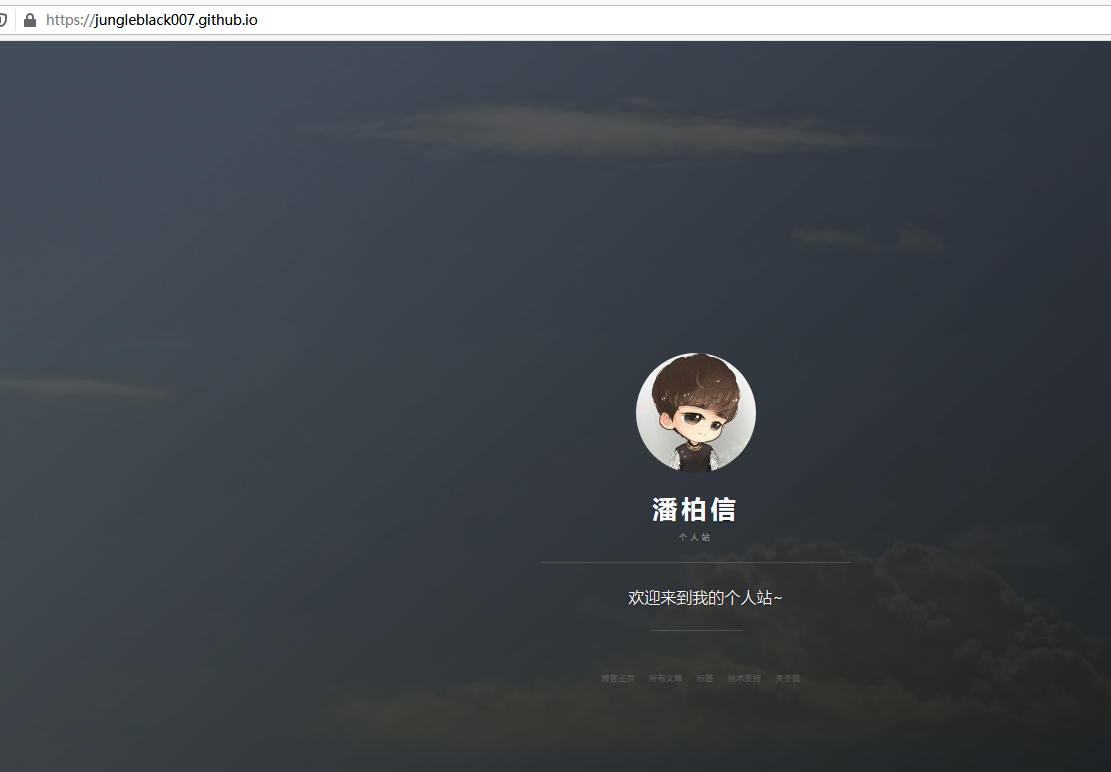 https://jungleblack007.github.io
潘柏信
个人站
欢迎来到我的个人站~
博客主页 所有文章 标签 技术支持 关于我